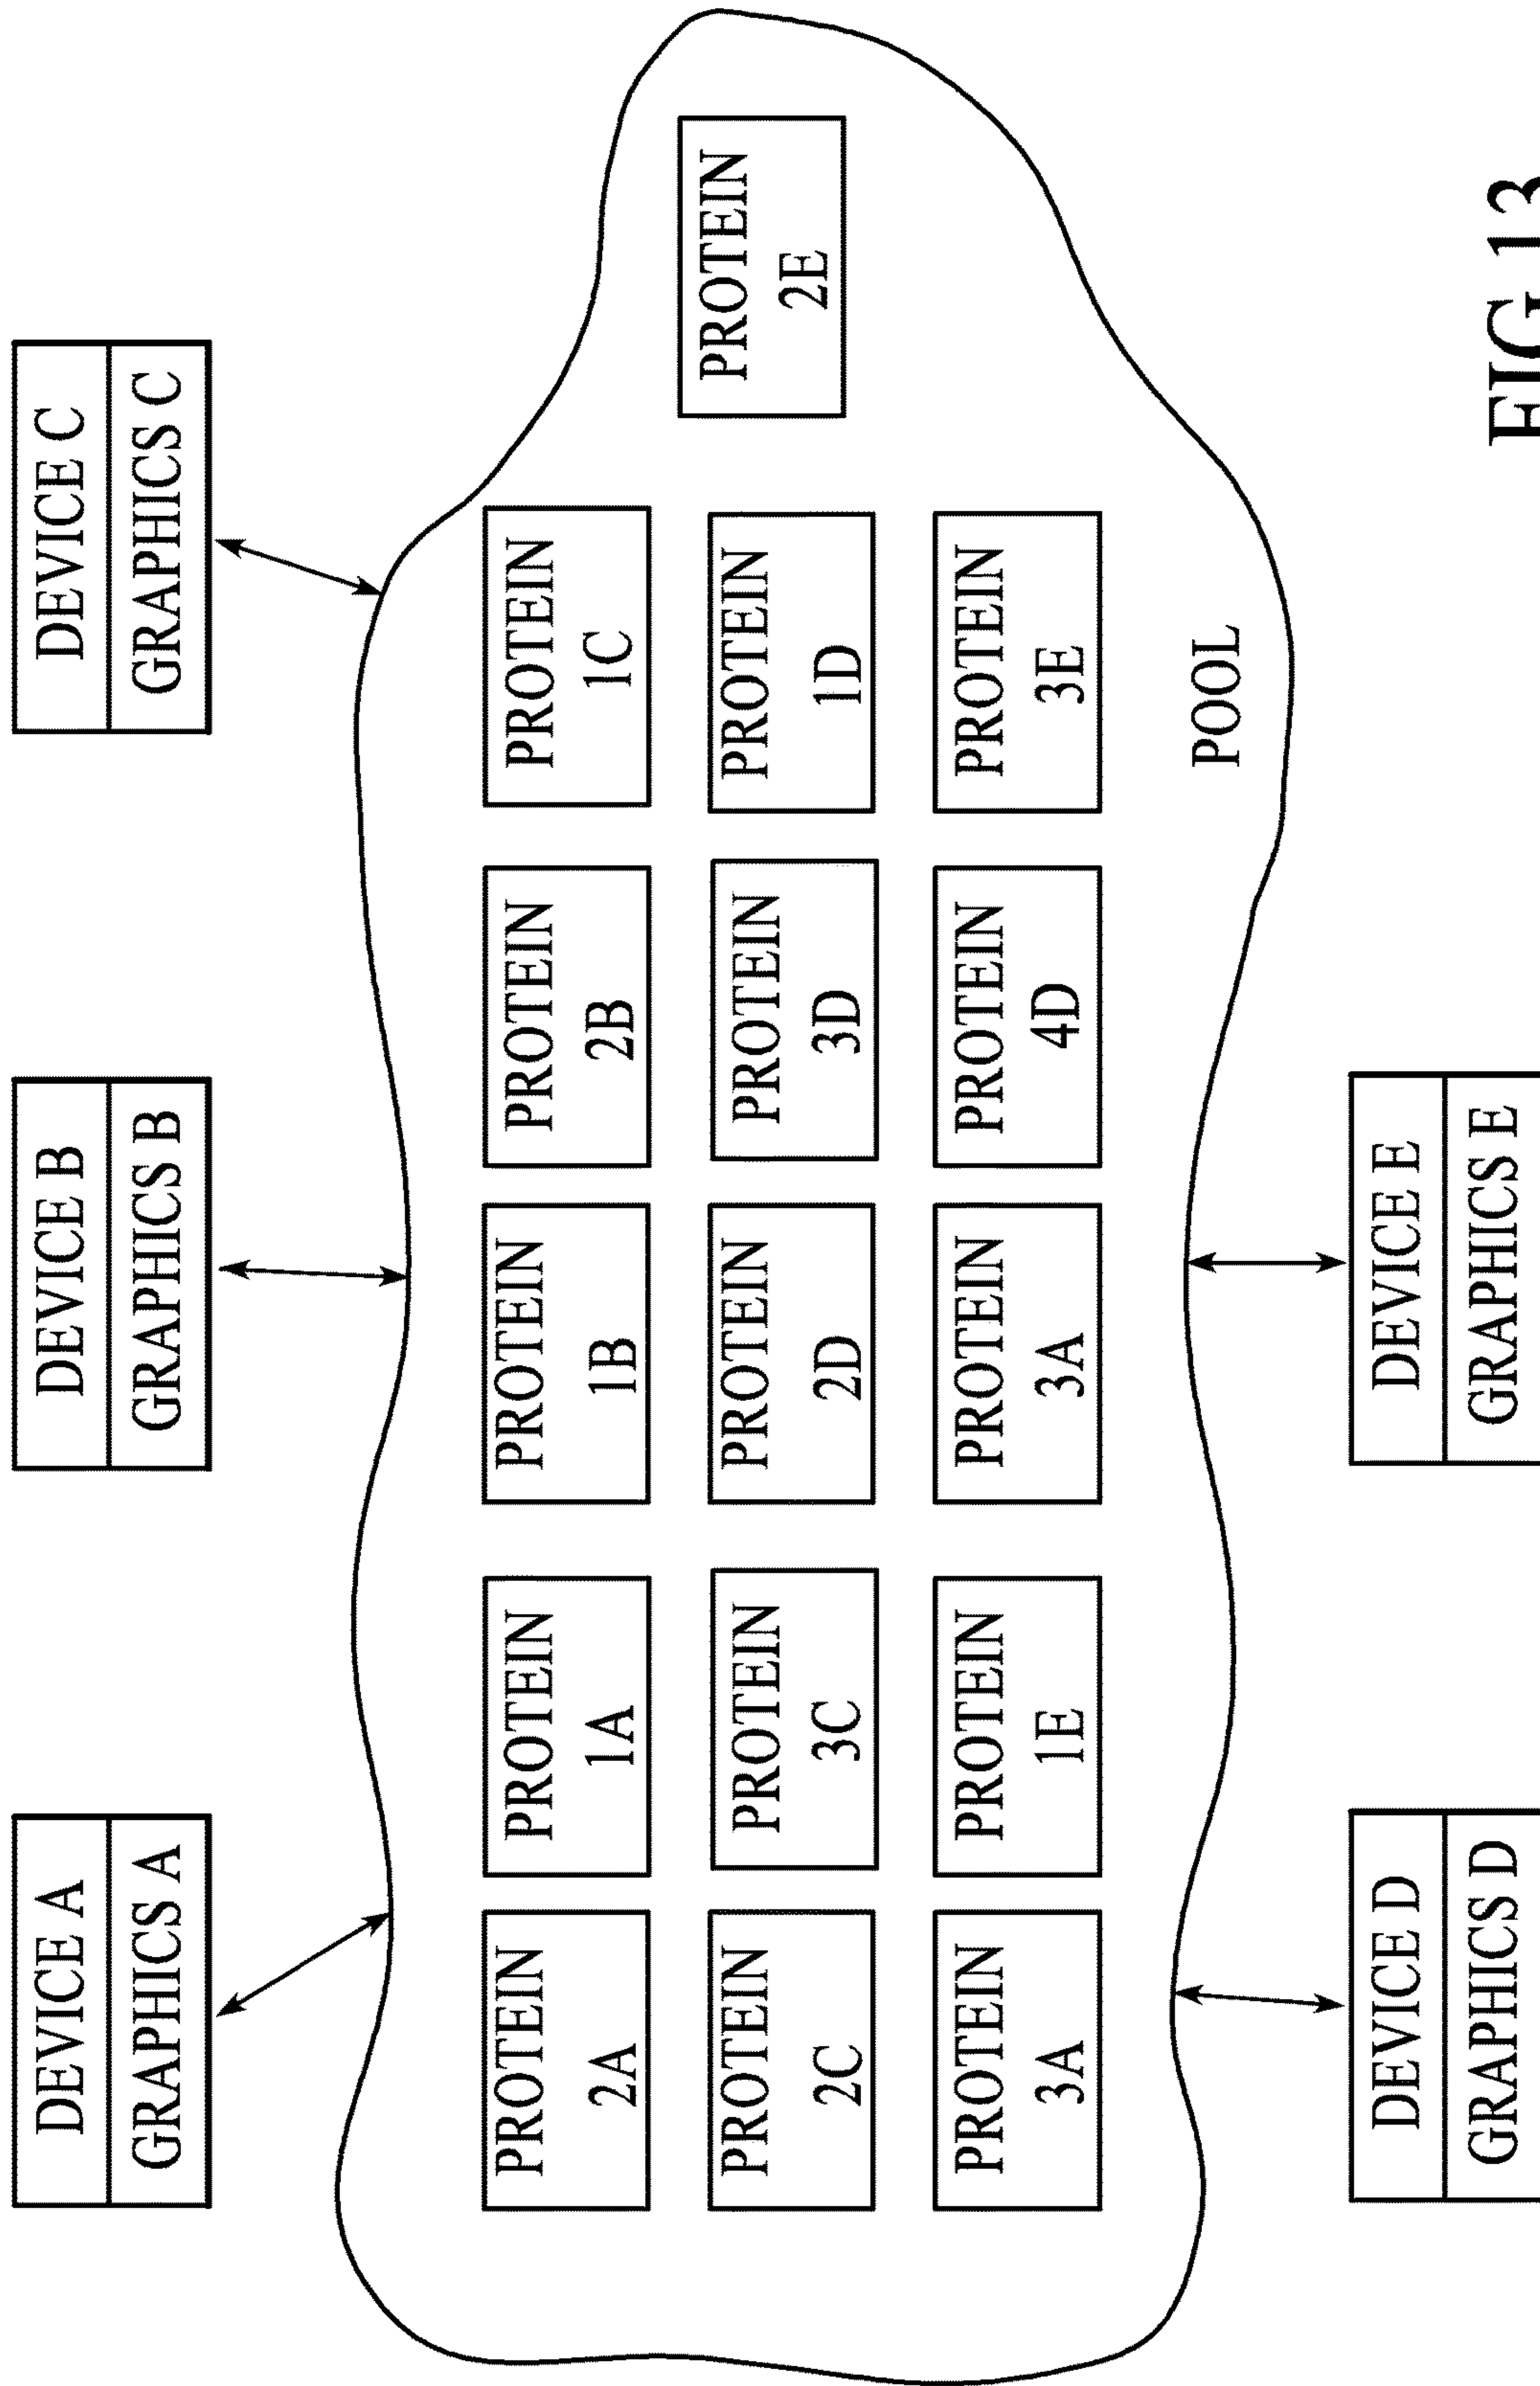 DEVICE A
GRAPHICS A
DEVICE B
GRAPHICS B
DEVICE C
GRAPHICS C
PROTEIN
2A
PROTEIN
1A
PROTEIN
1B
PROTEIN
2B
PROTEIN
1C
PROTEIN
2C
PROTEIN
3C
PROTEIN
2D
PROTEIN
3D
PROTEIN
1D
PROTEIN
2E
PROTEIN
3A
PROTEIN
1E
PROTEIN
3A
PROTEIN
4D
PROTEIN
3E
POOL
DEVICE D
GRAPHICS D
DEVICE E
GRAPHICS E
FIG.13